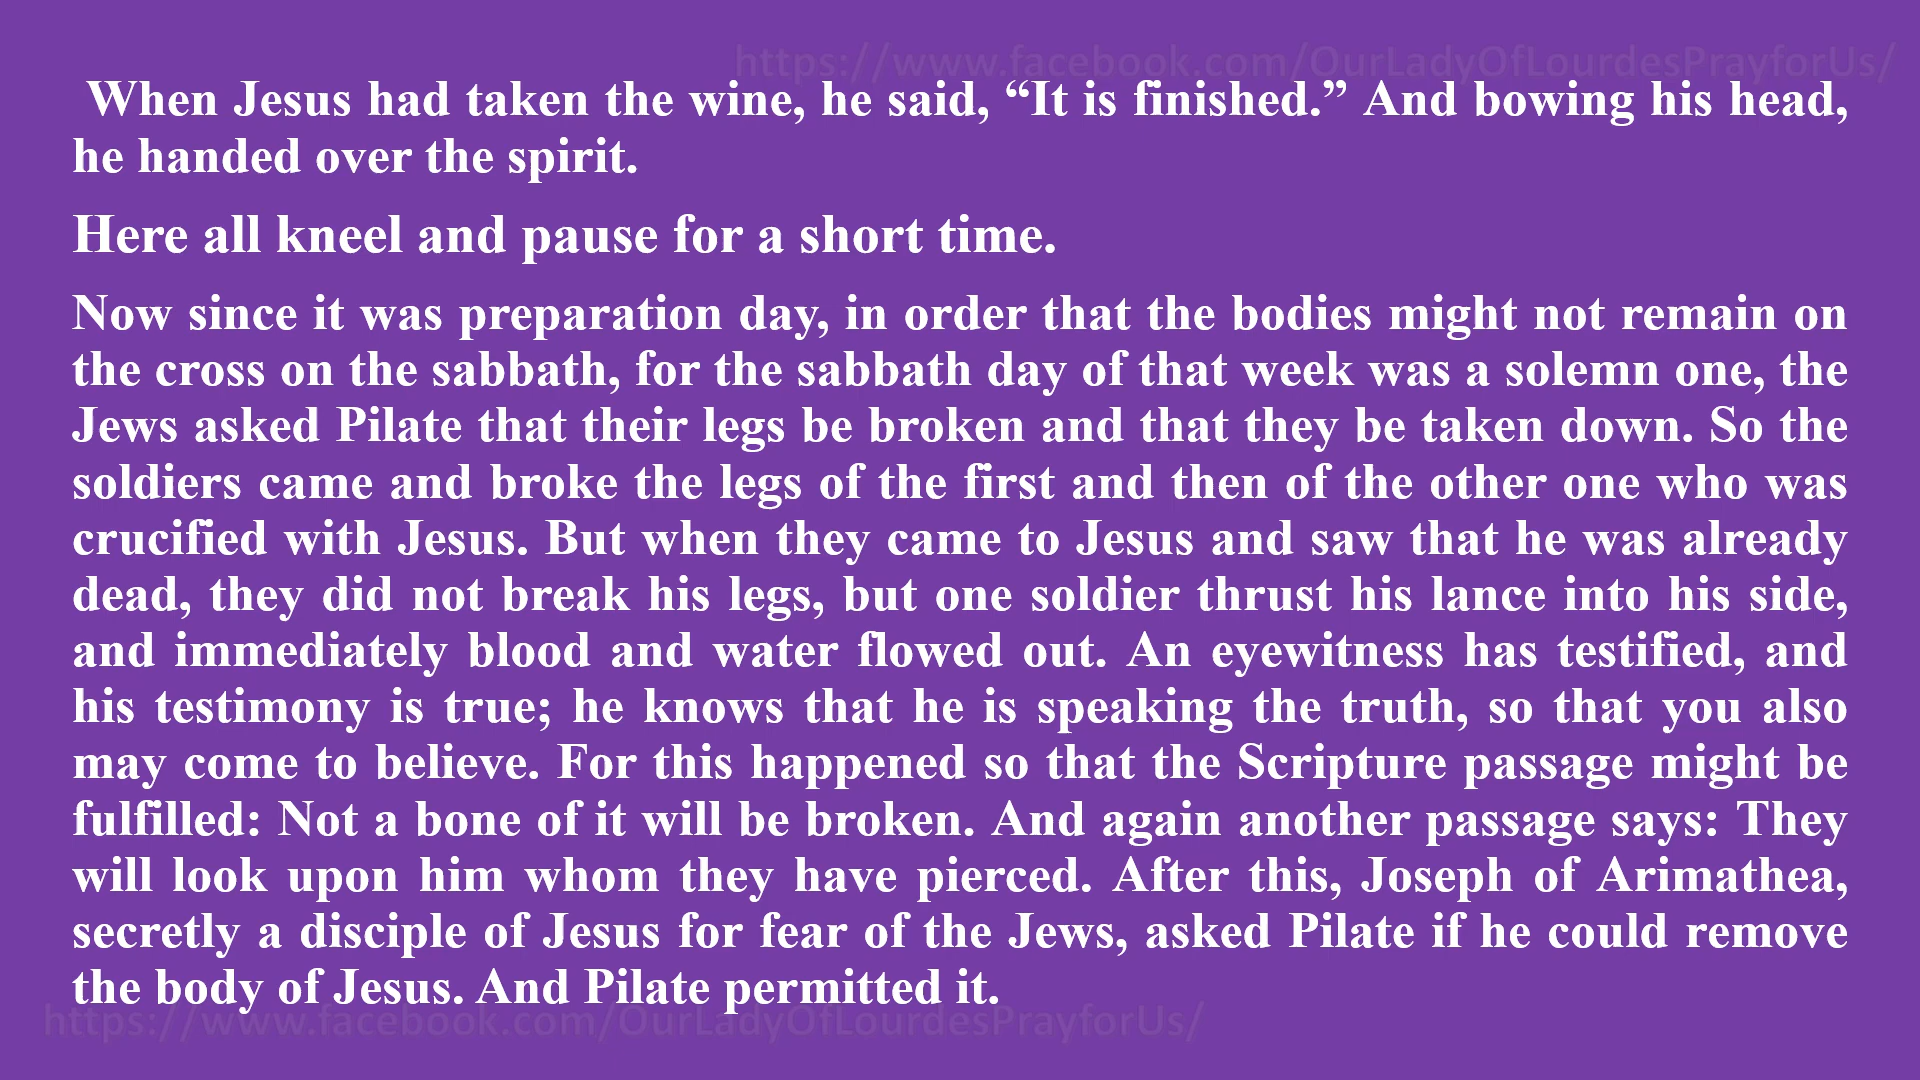 https://www.facebook.com/OurLadyOfLourdesPrayforUs/
When Jesus had taken the wine, he said, “It is finished.” And bowing his head,
he handed over the spirit.
Here all kneel and pause for a short time.
Now since it was preparation day, in order that the bodies might not remain on
the cross on the sabbath, for the sabbath day of that week was a solemn one, the
Jews asked Pilate that their legs be broken and that they be taken down. So the
soldiers came and broke the legs of the first and then of the other one who was
crucified with Jesus. But when they came to Jesus and saw that he was already
dead, they did not break his legs, but one soldier thrust his lance into his side,
and immediately blood and water flowed out. An eyewitness has testified, and
his testimony is true; he knows that he is speaking the truth, so that you also
may come to believe. For this happened so that the Scripture passage might be
fulfilled: Not a bone of it will be broken. And again another passage says: They
will look upon him whom they have pierced. After this, Joseph of Arimathea,
secretly a disciple of Jesus for fear of the Jews, asked Pilate if he could remove
the body of Jesus. And Pilate permitted it.
https://www.facebook.com/OurLadyOfLourdesPrayforUs/